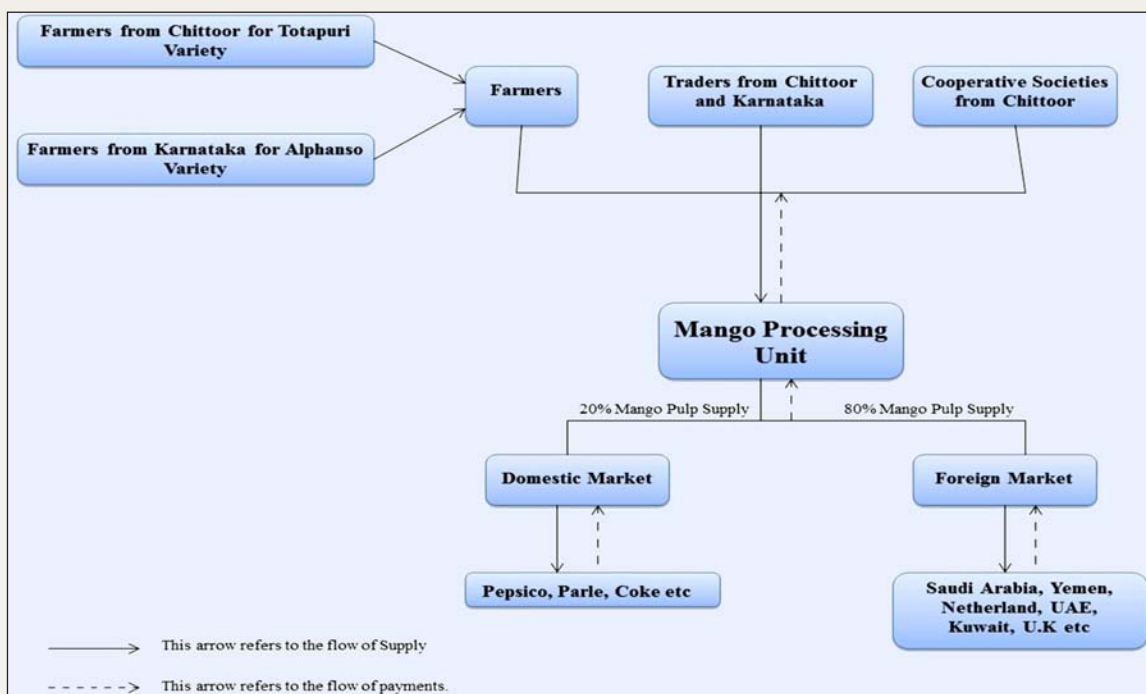 Farmers from Chittoor for Totapuri
Variety
Farmers
Traders from Chittoor
and Karnataka
Cooperative Societies
from Chittoor
Farmers from Karnataka for Alphanso
Variety
Mango Processing
Unit
20% Mango Pulp Supply
80% Mango Pulp Supply
Domestic Market
Foreign Market
Pepsico, Parle, Coke etc
Saudi Arabia, Yemen,
Netherland, UAE,
Kuwait, U.K etc
This arrow refers to the flow of Supply
This arrow refers to the flow of payments.